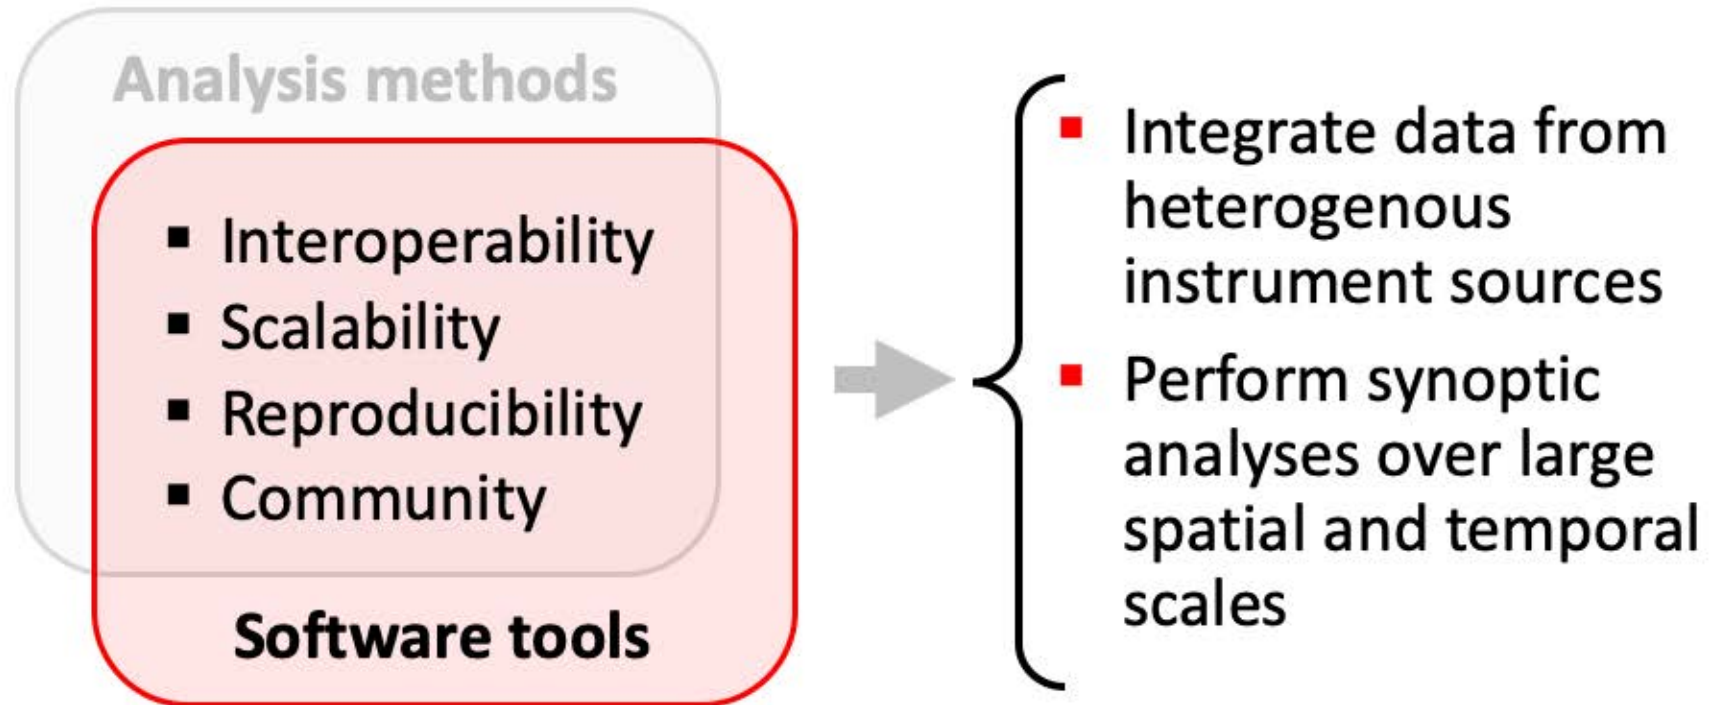 Analysis methods
▪ Interoperability
▪ Scalability
▪ Reproducibility
▪ Community
Software tools
▪ Integrate data from
heterogenous
instrument sources
▪ Perform synoptic
analyses over large
spatial and temporal
scales